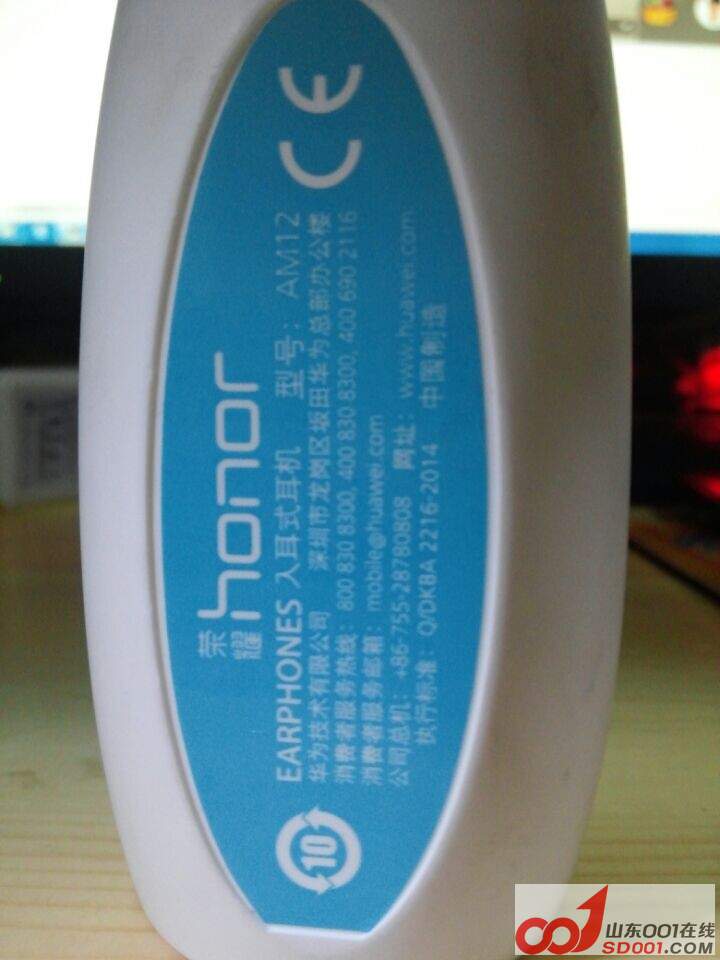 荣耀 honor
EARPHONES 入耳式耳机 型号：AM12
华为技术有限公司 深圳市龙岗区坂田华为总部办公楼
消费者服务热线：800 830 8300, 400 830 8300, 400 690 2116
消费者服务邮箱：mobile@huawei.com
公司总机：+86-755-28780808 网址：www.huawei.com
执行标准：Q/DKBA 2216-2014 中国制造
CE
10
001 山东001在线
SD001.COM